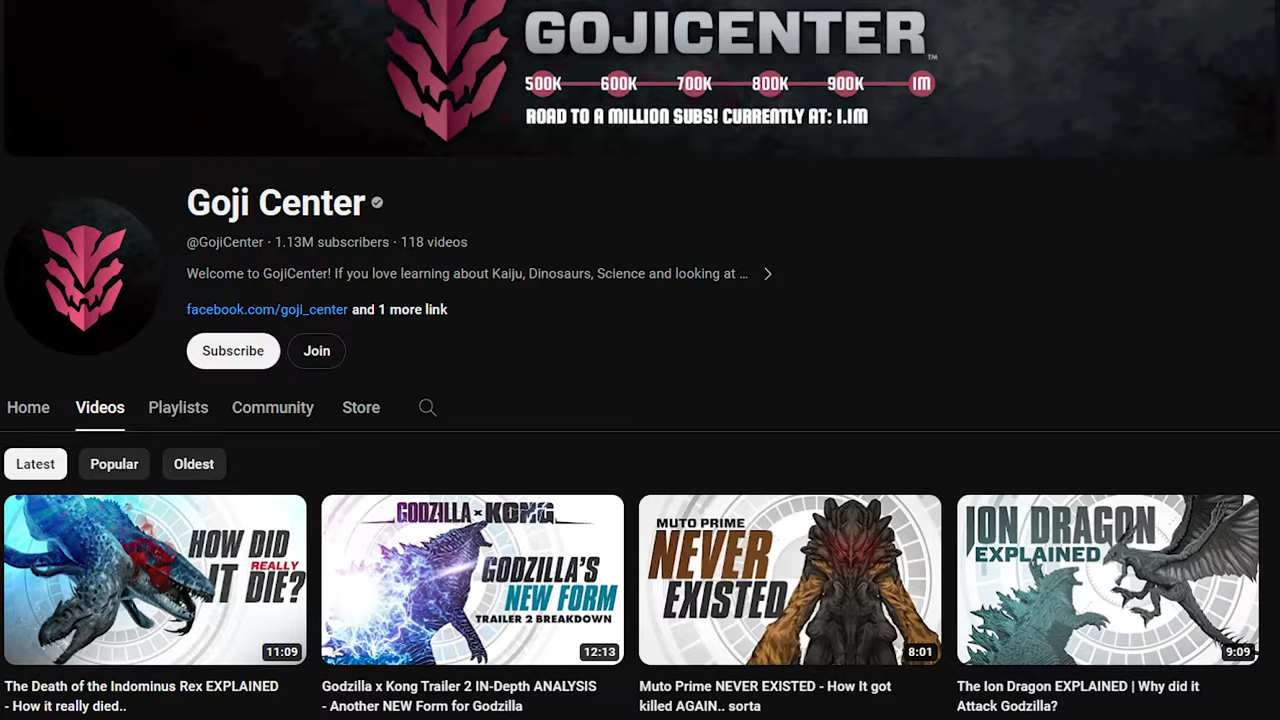 GOJICENTER™
500K 600K 700K 800K 900K 1M
ROAD TO A MILLION SUBS! CURRENTLY AT: 1.1M
Goji Center
@GojiCenter · 1.13M subscribers · 118 videos
Welcome to GojiCenter! If you love learning about Kaiju, Dinosaurs, Science and looking at ...
facebook.com/goji_center and 1 more link
Subscribe Join
Home Videos Playlists Community Store
Latest Popular Oldest
HOW DID
IT REALLY DIE?
11:09
GODZILLA x KONG
GODZILLA'S
NEW FORM
TRAILER 2 BREAKDOWN
12:13
MUTO PRIME
NEVER
EXISTED
8:01
ION DRAGON
EXPLAINED
9:09
The Death of the Indominus Rex EXPLAINED
- How it really died..
Godzilla x Kong Trailer 2 IN-Depth ANALYSIS
- Another NEW Form for Godzilla
Muto Prime NEVER EXISTED - How It got
killed AGAIN.. sorta
The Ion Dragon EXPLAINED | Why did it
Attack Godzilla?